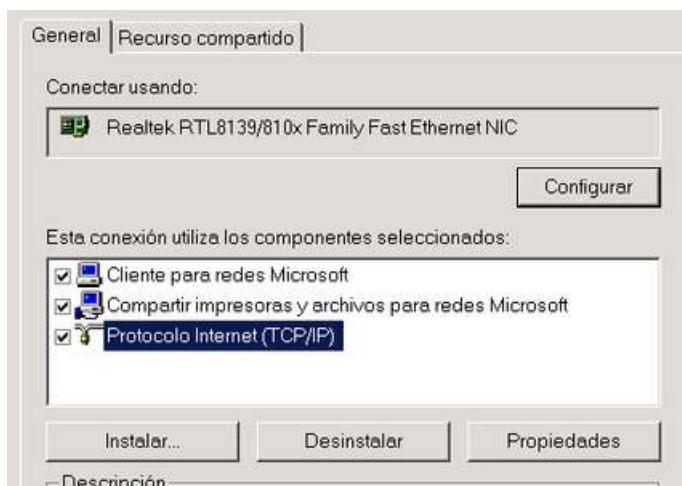 General
Recurso compartido
Conectar usando:
Realtek RTL8139/810x Family Fast Ethernet NIC
Configurar
Esta conexión utiliza los componentes seleccionados:
Cliente para redes Microsoft
Compartir impresoras y archivos para redes Microsoft
Protocolo Internet (TCP/IP)
Instalar...
Desinstalar
Propiedades
Descripción